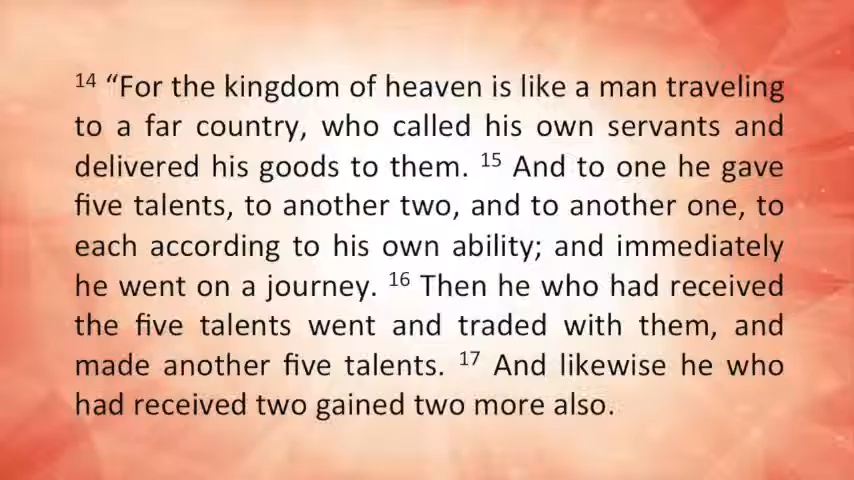 14 “For the kingdom of heaven is like a man traveling
to a far country, who called his own servants and
delivered his goods to them. 15 And to one he gave
five talents, to another two, and to another one, to
each according to his own ability; and immediately
he went on a journey. 16 Then he who had received
the five talents went and traded with them, and
made another five talents. 17 And likewise he who
had received two gained two more also.